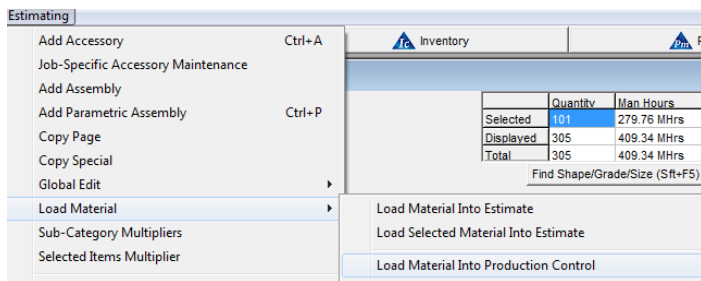 Estimating
Add Accessory Ctrl+A
Ic Inventory
Pm
Job-Specific Accessory Maintenance
Add Assembly
Add Parametric Assembly Ctrl+P
Copy Page
Copy Special
Global Edit
Quantity Man Hours
Selected 101 279.76 MHrs
Displayed 305 409.34 MHrs
Total 305 409.34 MHrs
Find Shape/Grade/Size (Sft+F5)
Load Material
Sub-Category Multipliers
Selected Items Multiplier
Load Material Into Estimate
Load Selected Material Into Estimate
Load Material Into Production Control